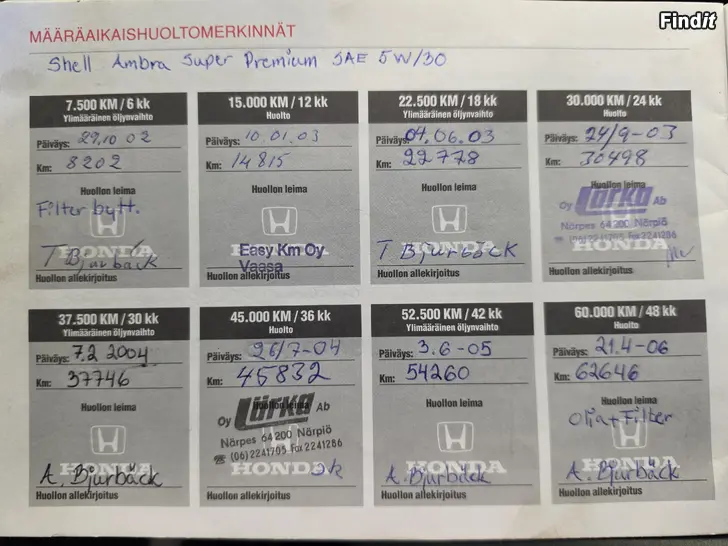 Findit
MÄÄRÄAIKAISHUOLTOMERKINNÄT
Shell Ambra Super Premium SAE 5W/30
7.500 KM / 6 kk
Ylimääräinen öljynvaihto
Päiväys: 29.10 02
Km: 8202
Huollon leima
Filter bytt.
HONDA
T Bjurbäck
Huollon allekirjoitus
15.000 KM / 12 kk
Huolto
Päiväys: 10.01.03
Km: 14815
Huollon leima
HONDA
Easy Km Oy
Vaasa
Huollon allekirjoitus
22.500 KM / 18 kk
Ylimääräinen öljynvaihto
Päiväys: 04.06.03
Km: 22778
Huollon leima
HONDA
T Bjurbäck
Huollon allekirjoitus
30.000 KM / 24 kk
Huolto
Päiväys: 24/9-03
Km: 30498
Huollon leima
Oy Lörka Ab
Närpes 64200 Närpiö
(06)2241705 Fax 2241286
HONDA
Huollon allekirjoitus
37.500 KM / 30 kk
Ylimääräinen öljynvaihto
Päiväys: 7.2 2004
Km: 37746
Huollon leima
HONDA
A. Bjurbäck
Huollon allekirjoitus
45.000 KM / 36 kk
Huolto
Päiväys: 26/7-04
Km: 45832
Huollon leima
Oy Lörka Ab
Närpes 64200 Närpiö
(06)2241705 Fax 2241286
HONDA
Huollon allekirjoitus
52.500 KM / 42 kk
Ylimääräinen öljynvaihto
Päiväys: 3.6-05
Km: 54260
Huollon leima
HONDA
A. Bjurbäck
Huollon allekirjoitus
60.000 KM / 48 kk
Huolto
Päiväys: 21.4-06
Km: 62646
Huollon leima
Olja+Filter
HONDA
A. Bjurbäck
Huollon allekirjoitus